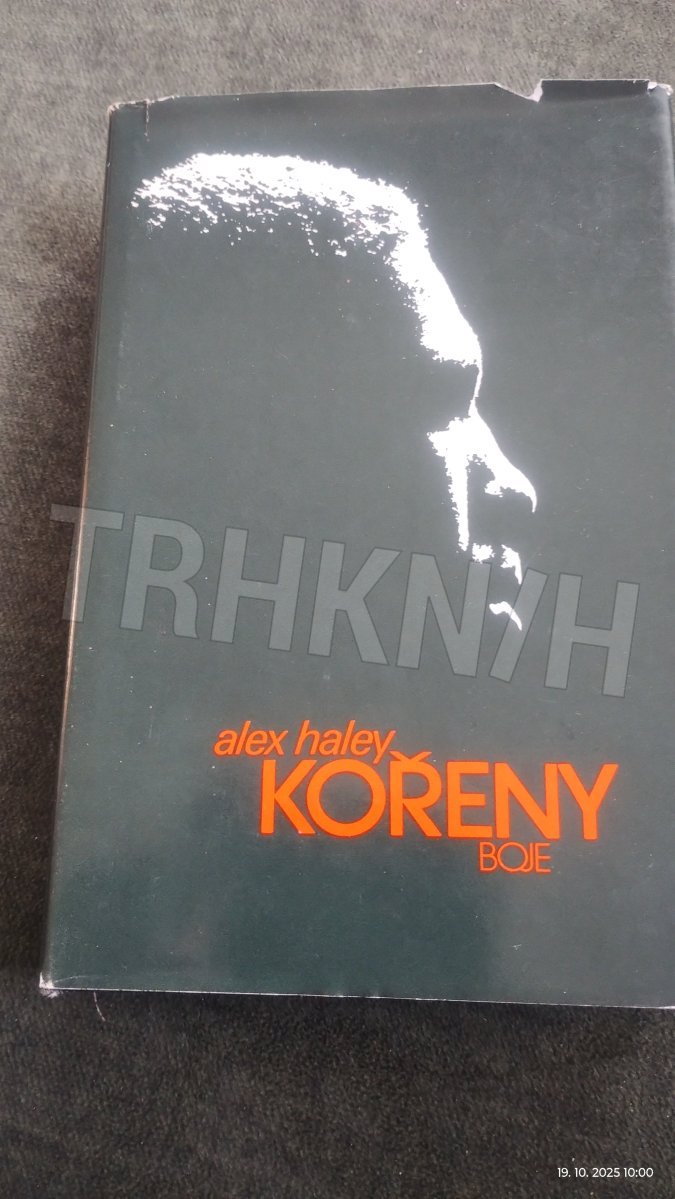 TRHKNIH
alex haley
KOŘENY
BOJE
19. 10. 2025 10:00